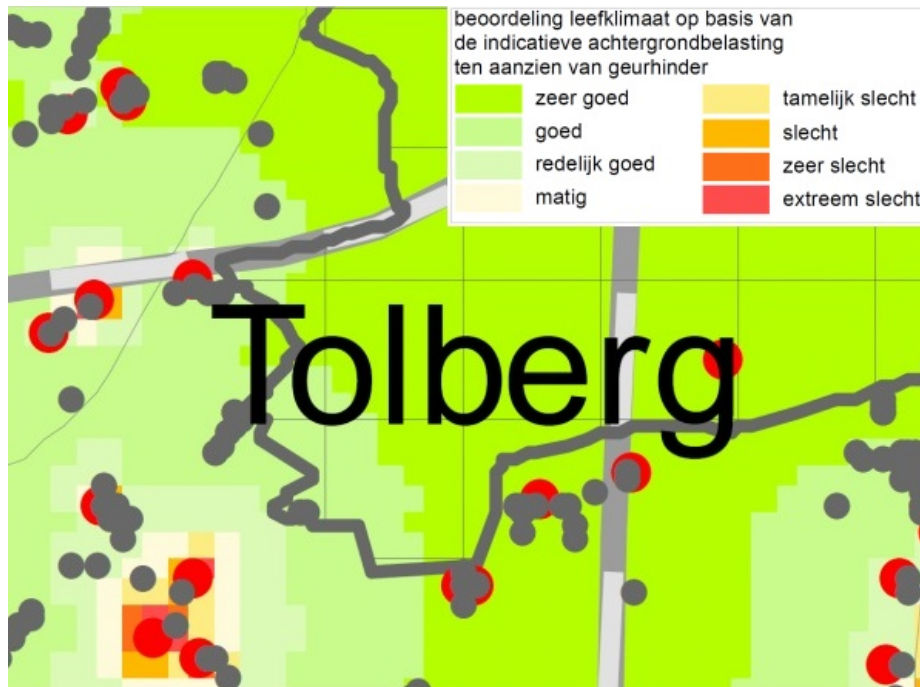 beoordeling leefklimaat op basis van
de indicatieve achtergrondbelasting
ten aanzien van geurhinder
zeer goed
goed
redelijk goed
matig
tamelijk slecht
slecht
zeer slecht
extreem slecht
Tolberg